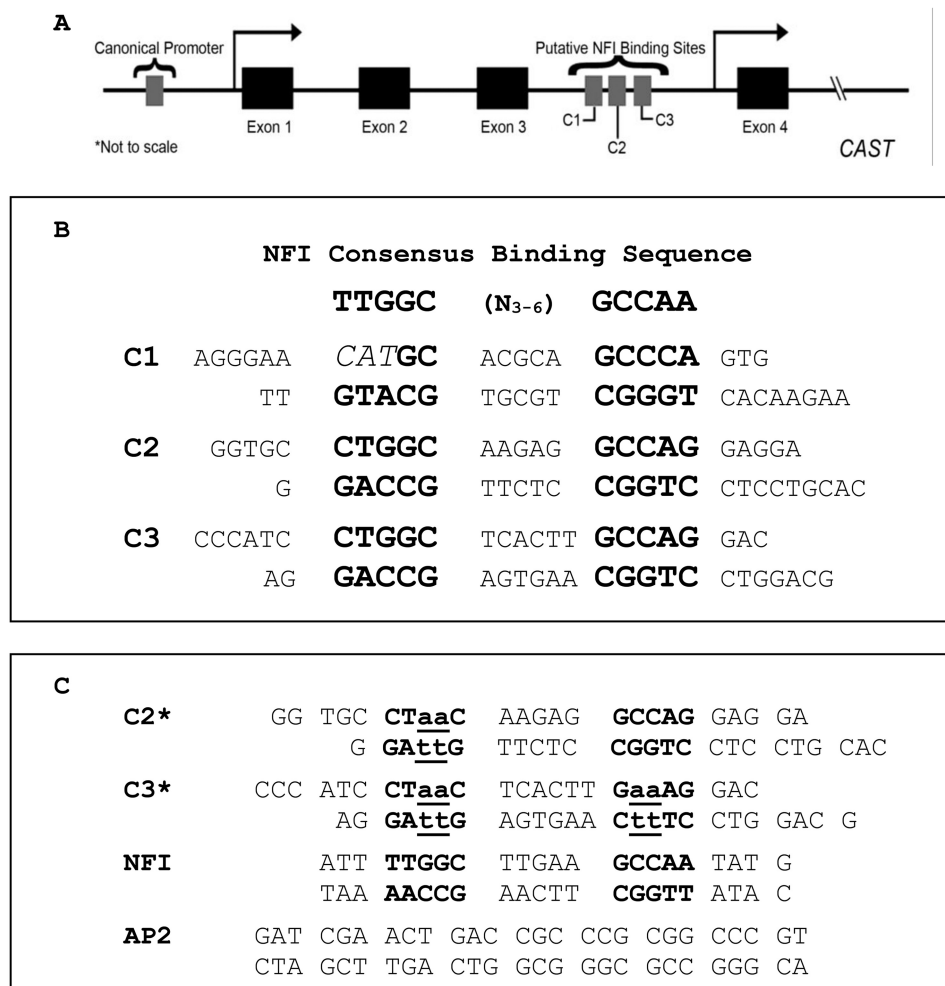 A
Canonical Promoter Putative NFI Binding Sites
C1 C3
Exon 1 Exon 2 Exon 3 C2 Exon 4
*Not to scale CAST
B
NFI Consensus Binding Sequence
TTGGC (N3-6) GCCAA
C1 AGGGAA CATGC ACGCA GCCCA GTG
TT GTACG TGCGT CGGGT CACAAGAA
C2 GGTGC CTGGC AAGAG GCCAG GAGGA
G GACCG TTCTC CGGTC CTCCTGCAC
C3 CCCATC CTGGC TCACTT GCCAG GAC
AG GACCG AGTGAA CGGTC CTGGACG
C
C2* GG TGC CTaaC AAGAG GCCAG GAG GA
G GAttG TTCTC CGGTC CTC CTG CAC
C3* CCC ATC CTaaC TCACTT GaaAG GAC
AG GAttG AGTGAA CttTC CTG GAC G
NFI ATT TTGGC TTGAA GCCAA TAT G
TAA AACCG AACTT CGGTT ATA C
AP2 GAT CGA ACT GAC CGC CCG CGG CCC GT
CTA GCT TGA CTG GCG GGC GCC GGG CA